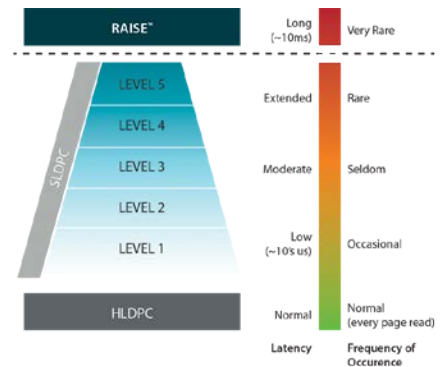 RAISE™
Long
(~10ms)
Very Rare
SLDPC
LEVEL 5
Extended
Rare
LEVEL 4
LEVEL 3
Moderate
Seldom
LEVEL 2
LEVEL 1
Low
(~10's us)
Occasional
HLDPC
Normal
Normal
(every page read)
Latency
Frequency of
Occurence